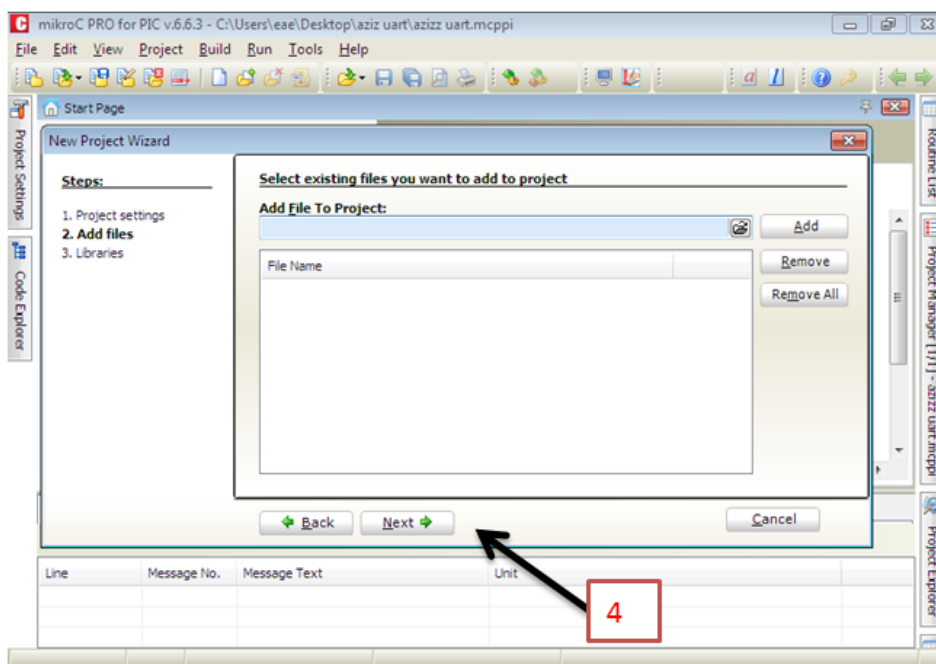 C mikroC PRO for PIC v.6.6.3 - C:\Users\eae\Desktop\aziz uart\azizz uart.mcppi
File Edit View Project Build Run Tools Help
Start Page
Project Settings
Code Explorer
New Project Wizard
Steps:
1. Project settings
2. Add files
3. Libraries
Select existing files you want to add to project
Add File To Project:
Add
File Name
Remove
Remove All
Back Next Cancel
Routine List
Project Manager [1/1] - azizz uart.mcppi
Project Explorer
Line Message No. Message Text Unit
4